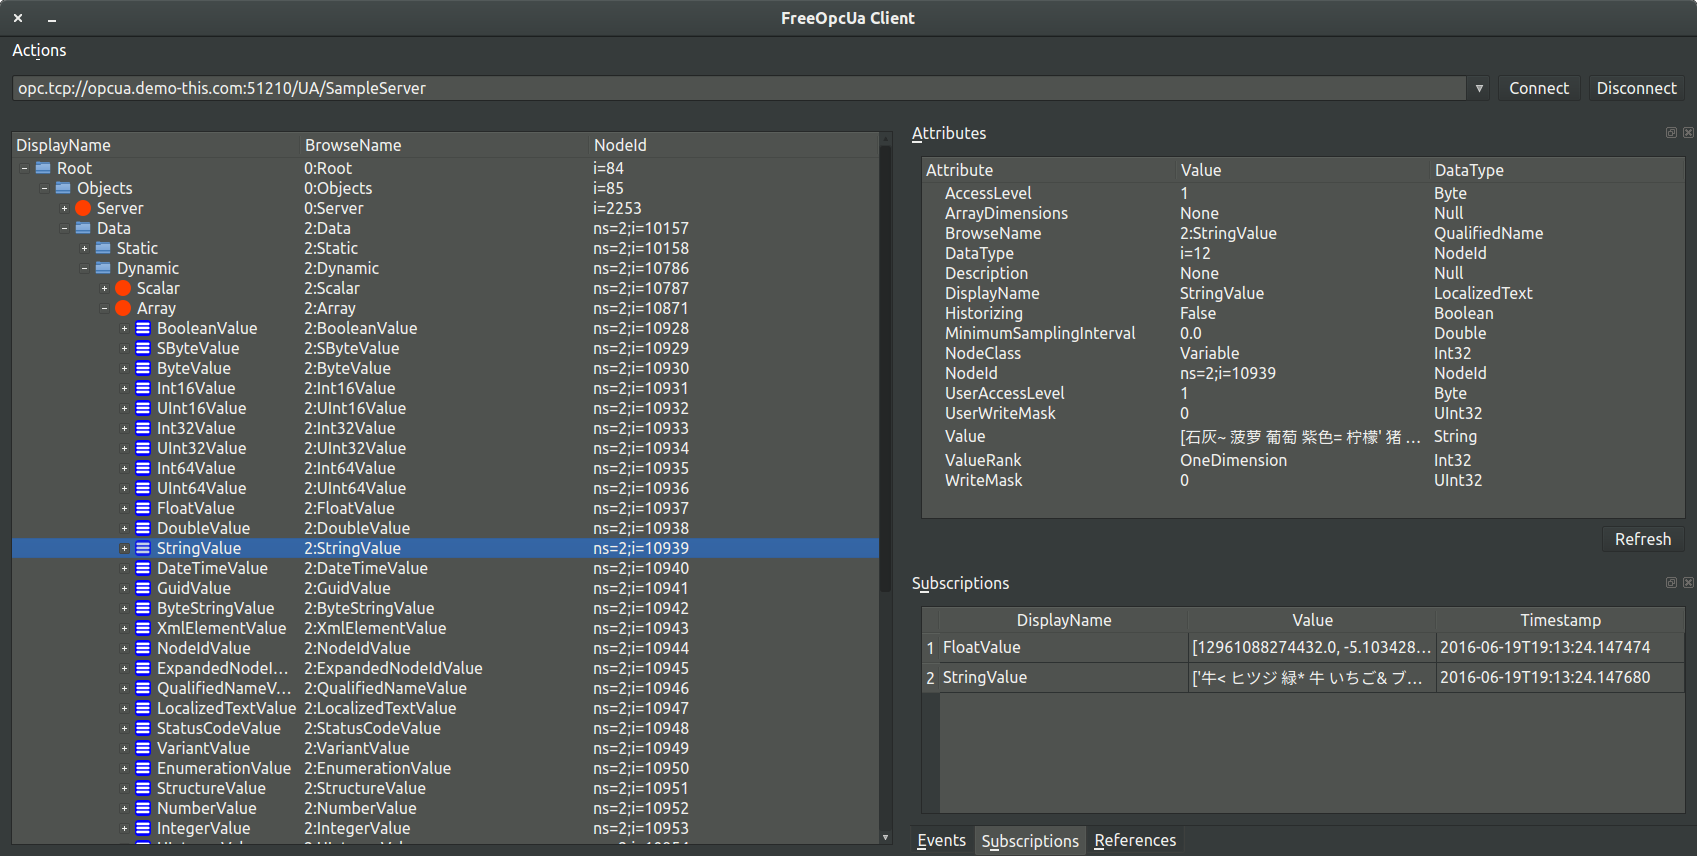 FreeOpcUa Client
Actions
opc.tcp://opcua.demo-this.com:51210/UA/SampleServer Connect Disconnect
DisplayName BrowseName NodeId
Root 0:Root i=84
Objects 0:Objects i=85
Server 0:Server i=2253
Data 2:Data ns=2;i=10157
Static 2:Static ns=2;i=10158
Dynamic 2:Dynamic ns=2;i=10786
Scalar 2:Scalar ns=2;i=10787
Array 2:Array ns=2;i=10871
BooleanValue 2:BooleanValue ns=2;i=10928
SByteValue 2:SByteValue ns=2;i=10929
ByteValue 2:ByteValue ns=2;i=10930
Int16Value 2:Int16Value ns=2;i=10931
UInt16Value 2:UInt16Value ns=2;i=10932
Int32Value 2:Int32Value ns=2;i=10933
UInt32Value 2:UInt32Value ns=2;i=10934
Int64Value 2:Int64Value ns=2;i=10935
UInt64Value 2:UInt64Value ns=2;i=10936
FloatValue 2:FloatValue ns=2;i=10937
DoubleValue 2:DoubleValue ns=2;i=10938
StringValue 2:StringValue ns=2;i=10939
DateTimeValue 2:DateTimeValue ns=2;i=10940
GuidValue 2:GuidValue ns=2;i=10941
ByteStringValue 2:ByteStringValue ns=2;i=10942
XmlElementValue 2:XmlElementValue ns=2;i=10943
NodeIdValue 2:NodeIdValue ns=2;i=10944
ExpandedNodeI... 2:ExpandedNodeIdValue ns=2;i=10945
QualifiedNameV... 2:QualifiedNameValue ns=2;i=10946
LocalizedTextValue 2:LocalizedTextValue ns=2;i=10947
StatusCodeValue 2:StatusCodeValue ns=2;i=10948
VariantValue 2:VariantValue ns=2;i=10949
EnumerationValue 2:EnumerationValue ns=2;i=10950
StructureValue 2:StructureValue ns=2;i=10951
NumberValue 2:NumberValue ns=2;i=10952
IntegerValue 2:IntegerValue ns=2;i=10953
Attributes
Attribute Value DataType
AccessLevel 1 Byte
ArrayDimensions None Null
BrowseName 2:StringValue QualifiedName
DataType i=12 NodeId
Description None Null
DisplayName StringValue LocalizedText
Historizing False Boolean
MinimumSamplingInterval 0.0 Double
NodeClass Variable Int32
NodeId ns=2;i=10939 NodeId
UserAccessLevel 1 Byte
UserWriteMask 0 UInt32
Value [石灰~ 菠萝 葡萄 紫色= 柠檬' 猪 ... String
ValueRank OneDimension Int32
WriteMask 0 UInt32
Refresh
Subscriptions
DisplayName Value Timestamp
1 FloatValue [12961088274432.0, -5.103428... 2016-06-19T19:13:24.147474
2 StringValue ['牛< ヒツジ 緑* 牛 いちご& ブ... 2016-06-19T19:13:24.147680
Events Subscriptions References